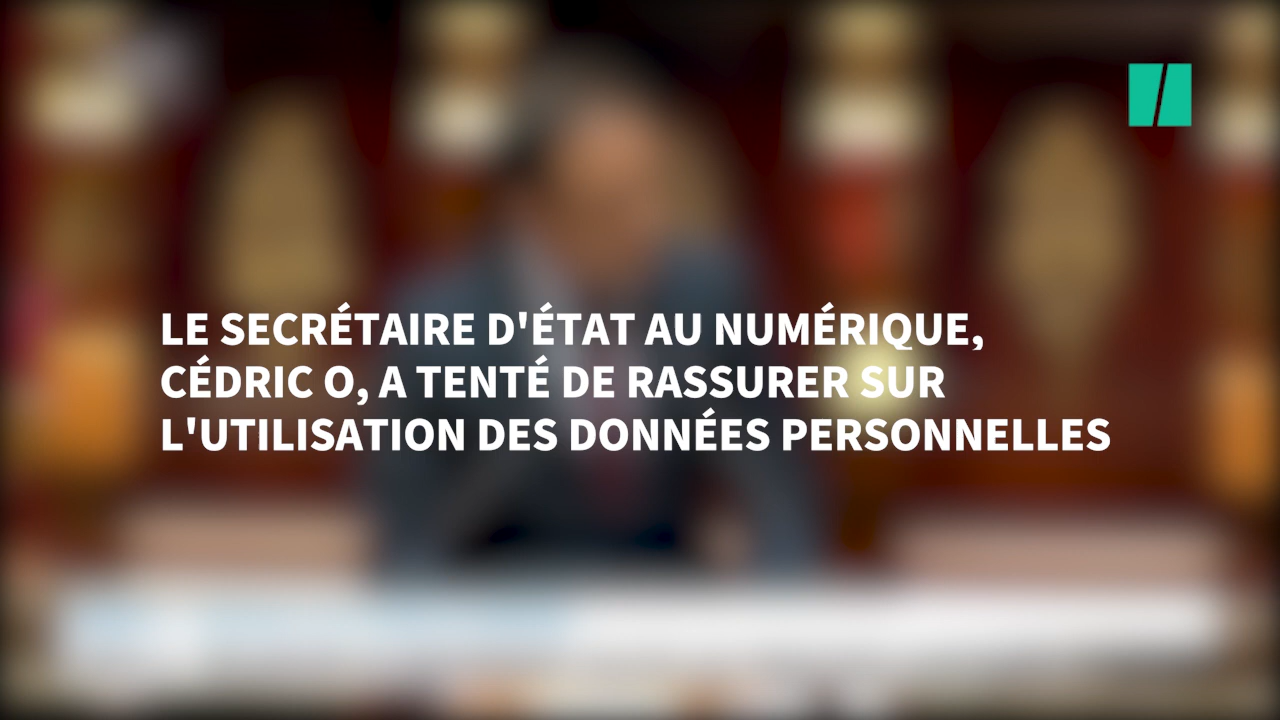 LE SECRÉTAIRE D'ÉTAT AU NUMÉRIQUE,
CÉDRIC O, A TENTÉ DE RASSURER SUR
L'UTILISATION DES DONNÉES PERSONNELLES